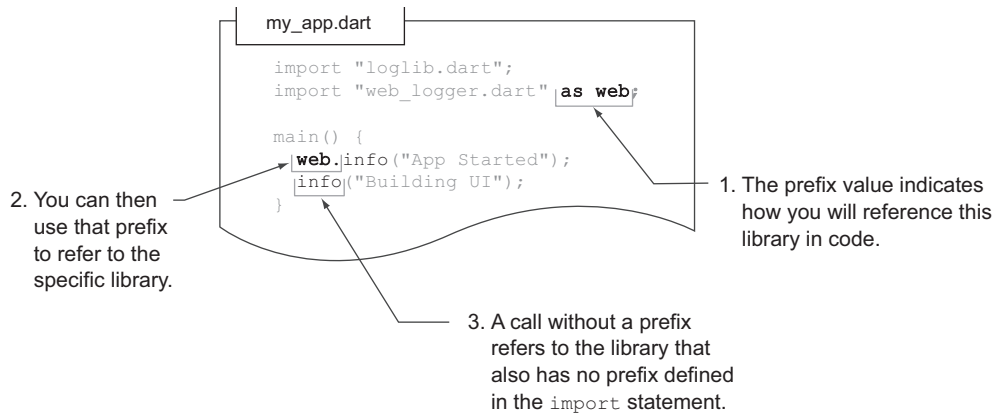 my_app.dart
import "loglib.dart";
import "web_logger.dart" as web;
main() {
web.info("App Started");
info("Building UI");
}
1. The prefix value indicates
how you will reference this
library in code.
2. You can then
use that prefix
to refer to the
specific library.
3. A call without a prefix
refers to the library that
also has no prefix defined
in the import statement.